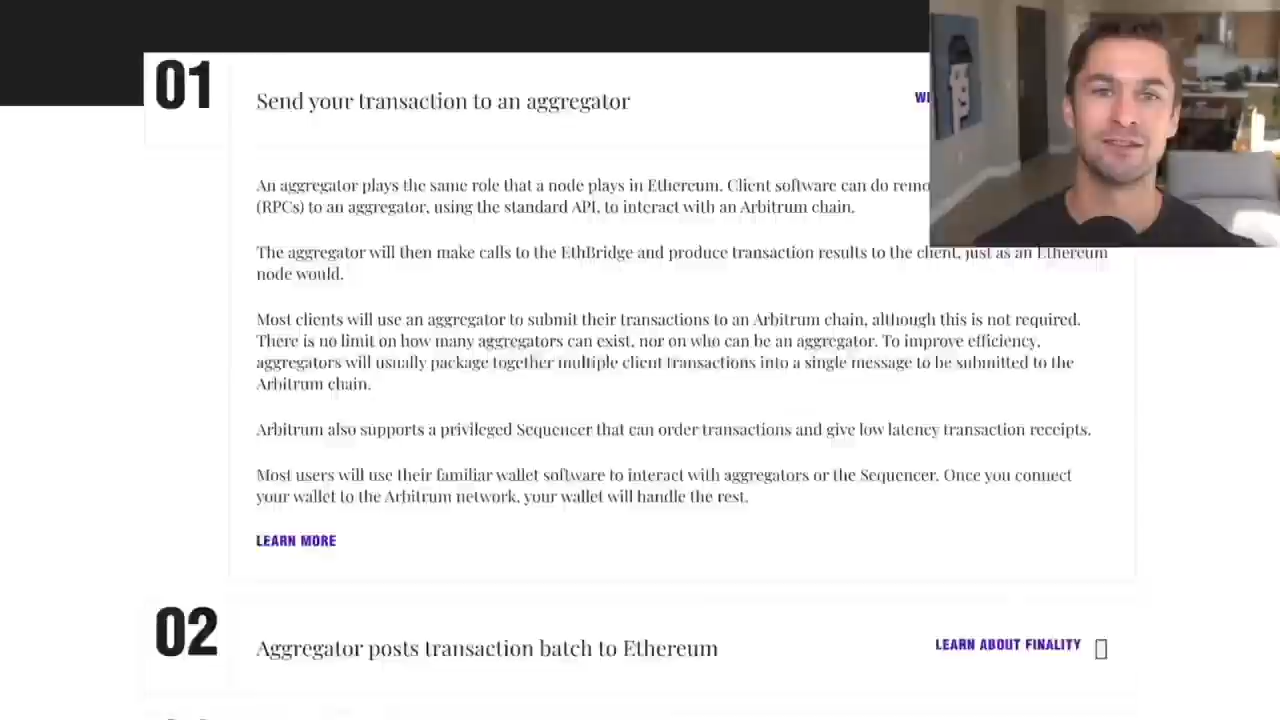 01
Send your transaction to an aggregator
An aggregator plays the same role that a node plays in Ethereum. Client software can do
(RPCs) to an aggregator, using the standard API, to interact with an Arbitrum chain.
The aggregator will then make calls to the EthBridge and produce transaction results to the client, just as an Ethereum
node would.
Most clients will use an aggregator to submit their transactions to an Arbitrum chain, although this is not required.
There is no limit on how many aggregators can exist, nor on who can be an aggregator. To improve efficiency,
aggregators will usually package together multiple client transactions into a single message to be submitted to the
Arbitrum chain.
Arbitrum also supports a privileged Sequencer that can order transactions and give low latency transaction receipts.
Most users will use their familiar wallet software to interact with aggregators or the Sequencer. Once you connect
your wallet to the Arbitrum network, your wallet will handle the rest.
LEARN MORE
02
Aggregator posts transaction batch to Ethereum
LEARN ABOUT FINALITY